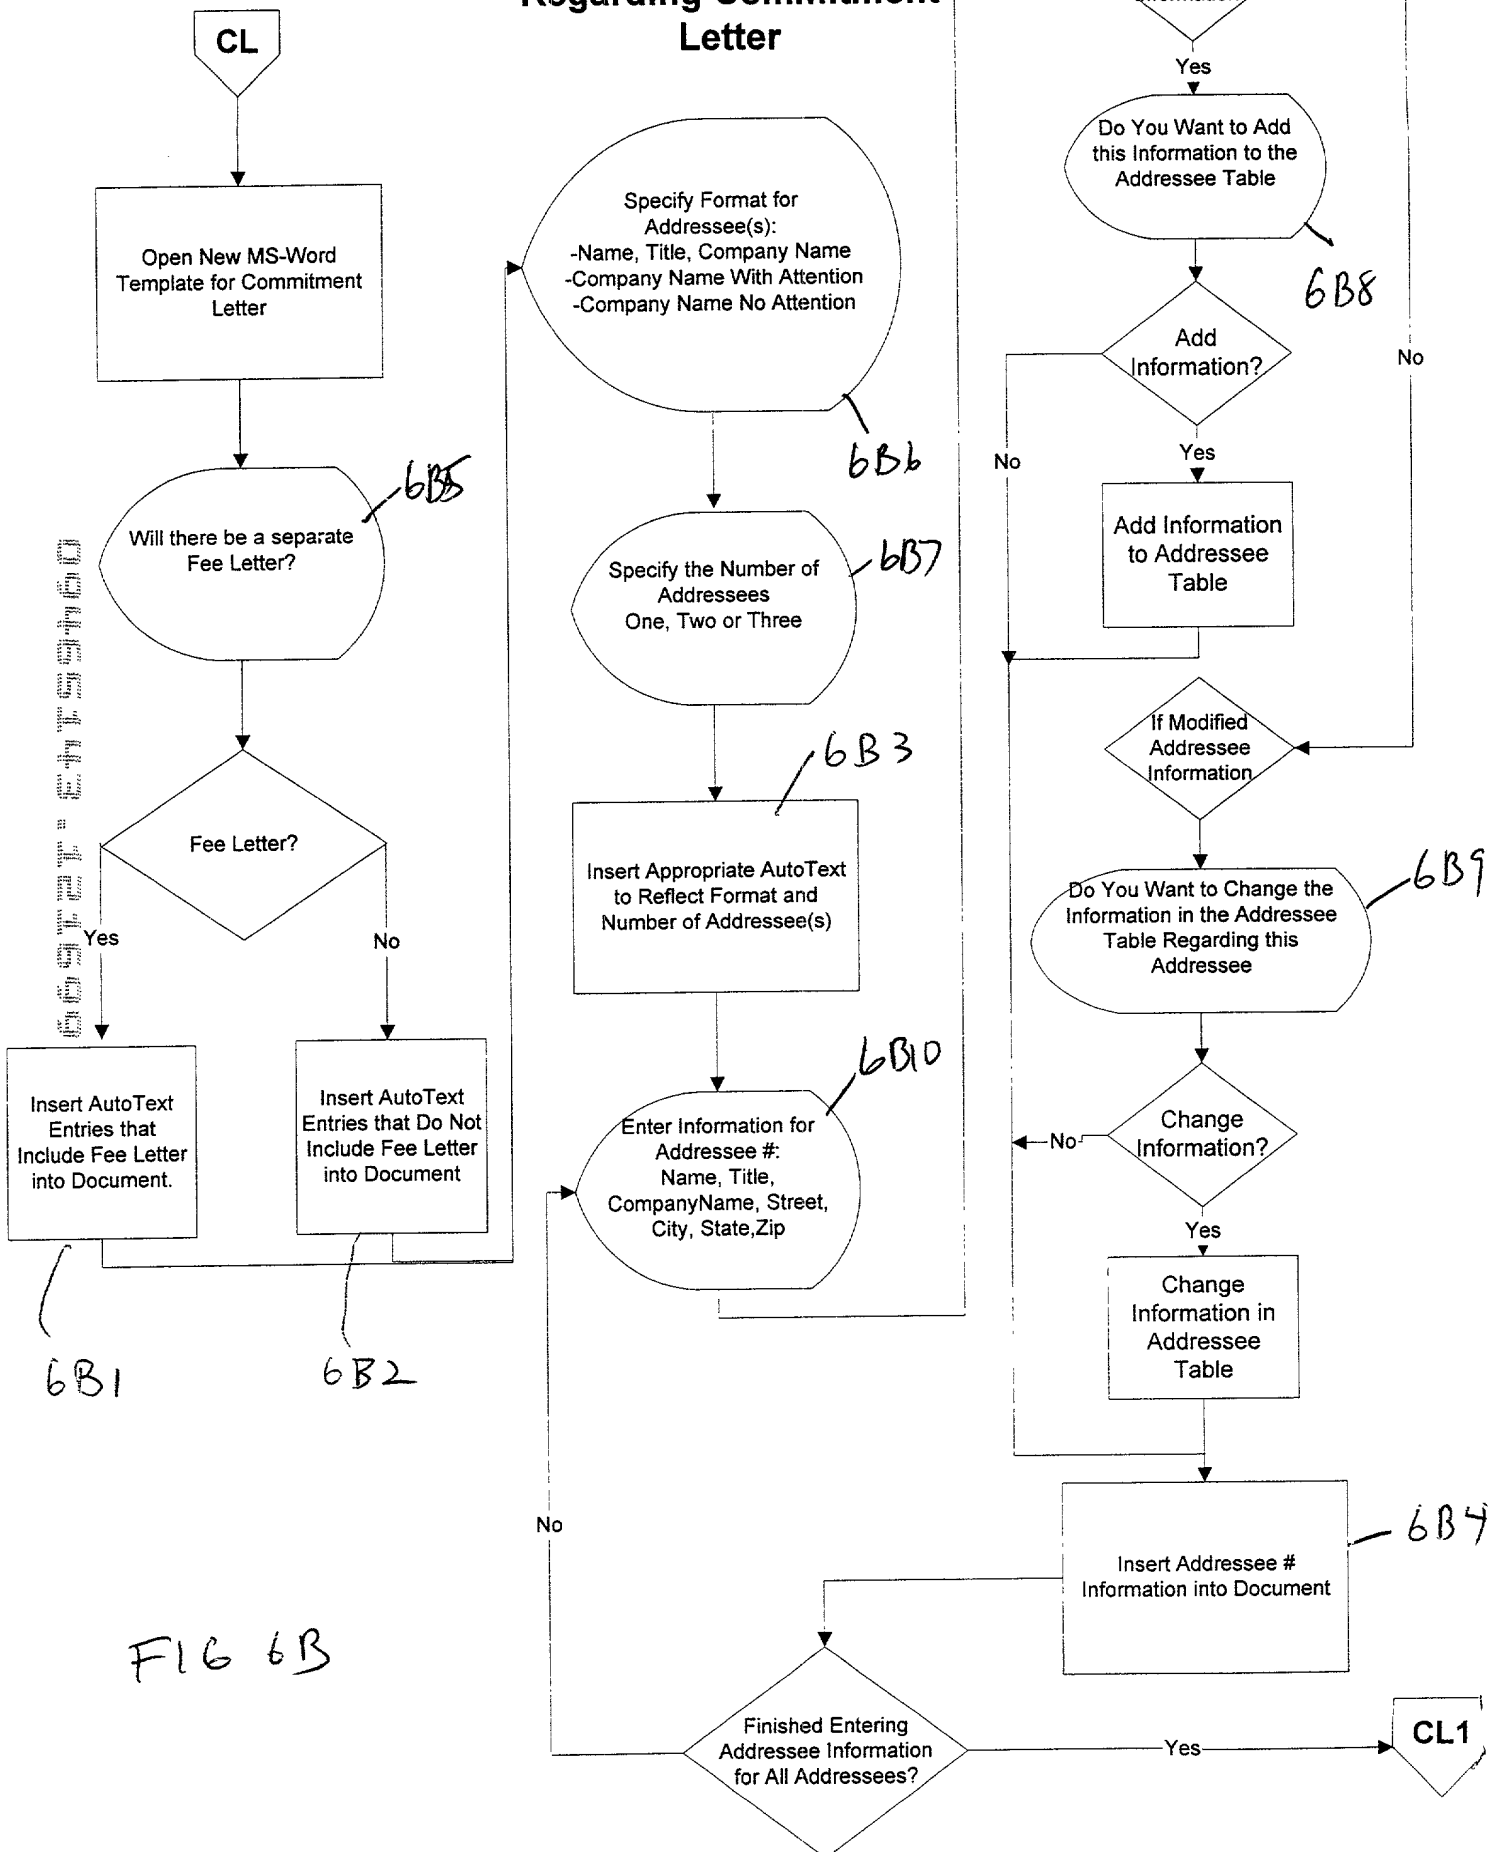 Regarding Commitment
Letter
CL
Open New MS-Word
Template for Commitment
Letter
Will there be a separate
Fee Letter?
6B5
Fee Letter?
Yes
No
Insert AutoText
Entries that
Include Fee Letter
into Document.
Insert AutoText
Entries that Do Not
Include Fee Letter
into Document
6B1
6B2
Specify Format for
Addressee(s):
-Name, Title, Company Name
-Company Name With Attention
-Company Name No Attention
6B6
Specify the Number of
Addressees
One, Two or Three
6B7
6B3
Insert Appropriate AutoText
to Reflect Format and
Number of Addressee(s)
6B10
Enter Information for
Addressee #:
Name, Title,
CompanyName, Street,
City, State,Zip
No
Yes
Do You Want to Add
this Information to the
Addressee Table
6B8
Add
Information?
No
No
Yes
Add Information
to Addressee
Table
If Modified
Addressee
Information
6B9
Do You Want to Change the
Information in the Addressee
Table Regarding this
Addressee
Change
Information?
No
Yes
Change
Information in
Addressee
Table
6B4
Insert Addressee #
Information into Document
Finished Entering
Addressee Information
for All Addressees?
Yes
CL1
FIG 6B